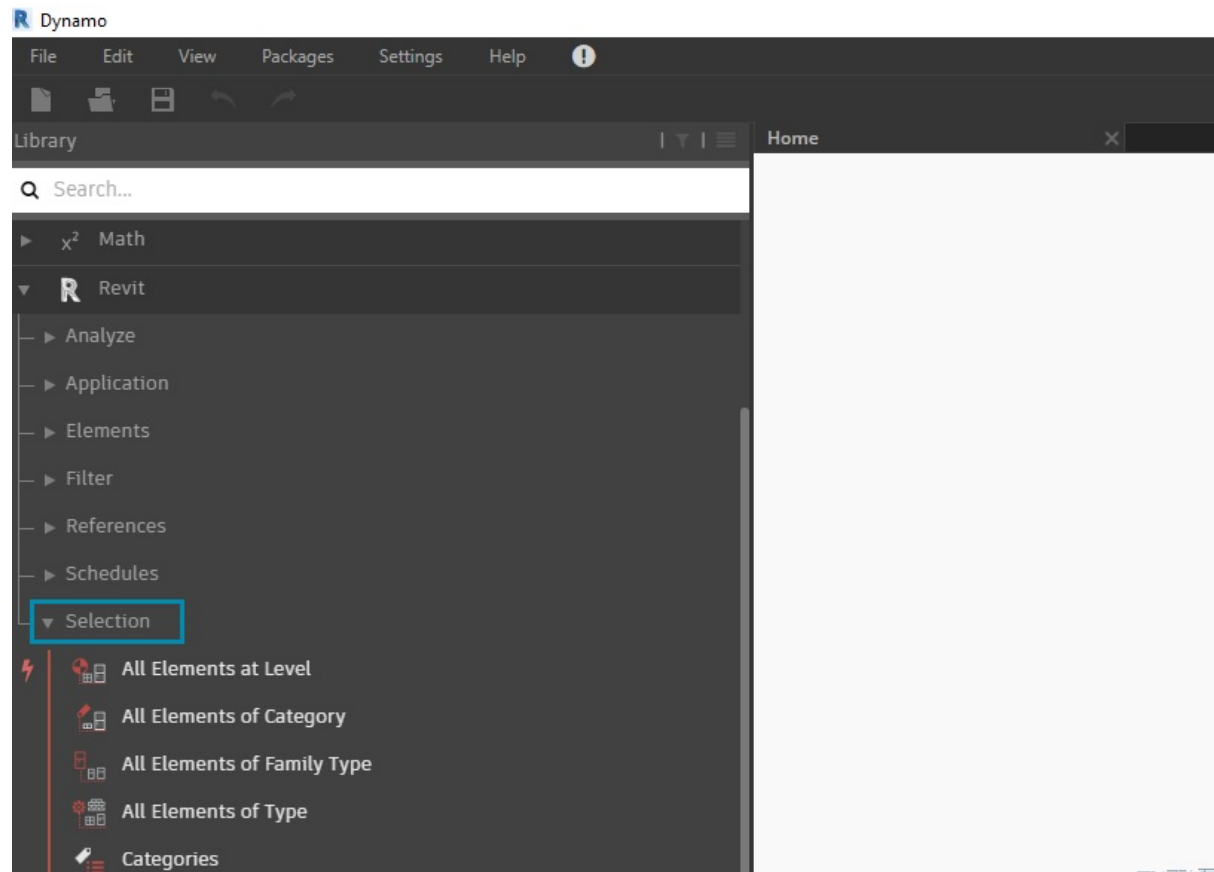 Dynamo
File Edit View Packages Settings Help
Library
Home
Search...
x² Math
Revit
Analyze
Application
Elements
Filter
References
Schedules
Selection
All Elements at Level
All Elements of Category
All Elements of Family Type
All Elements of Type
Categories